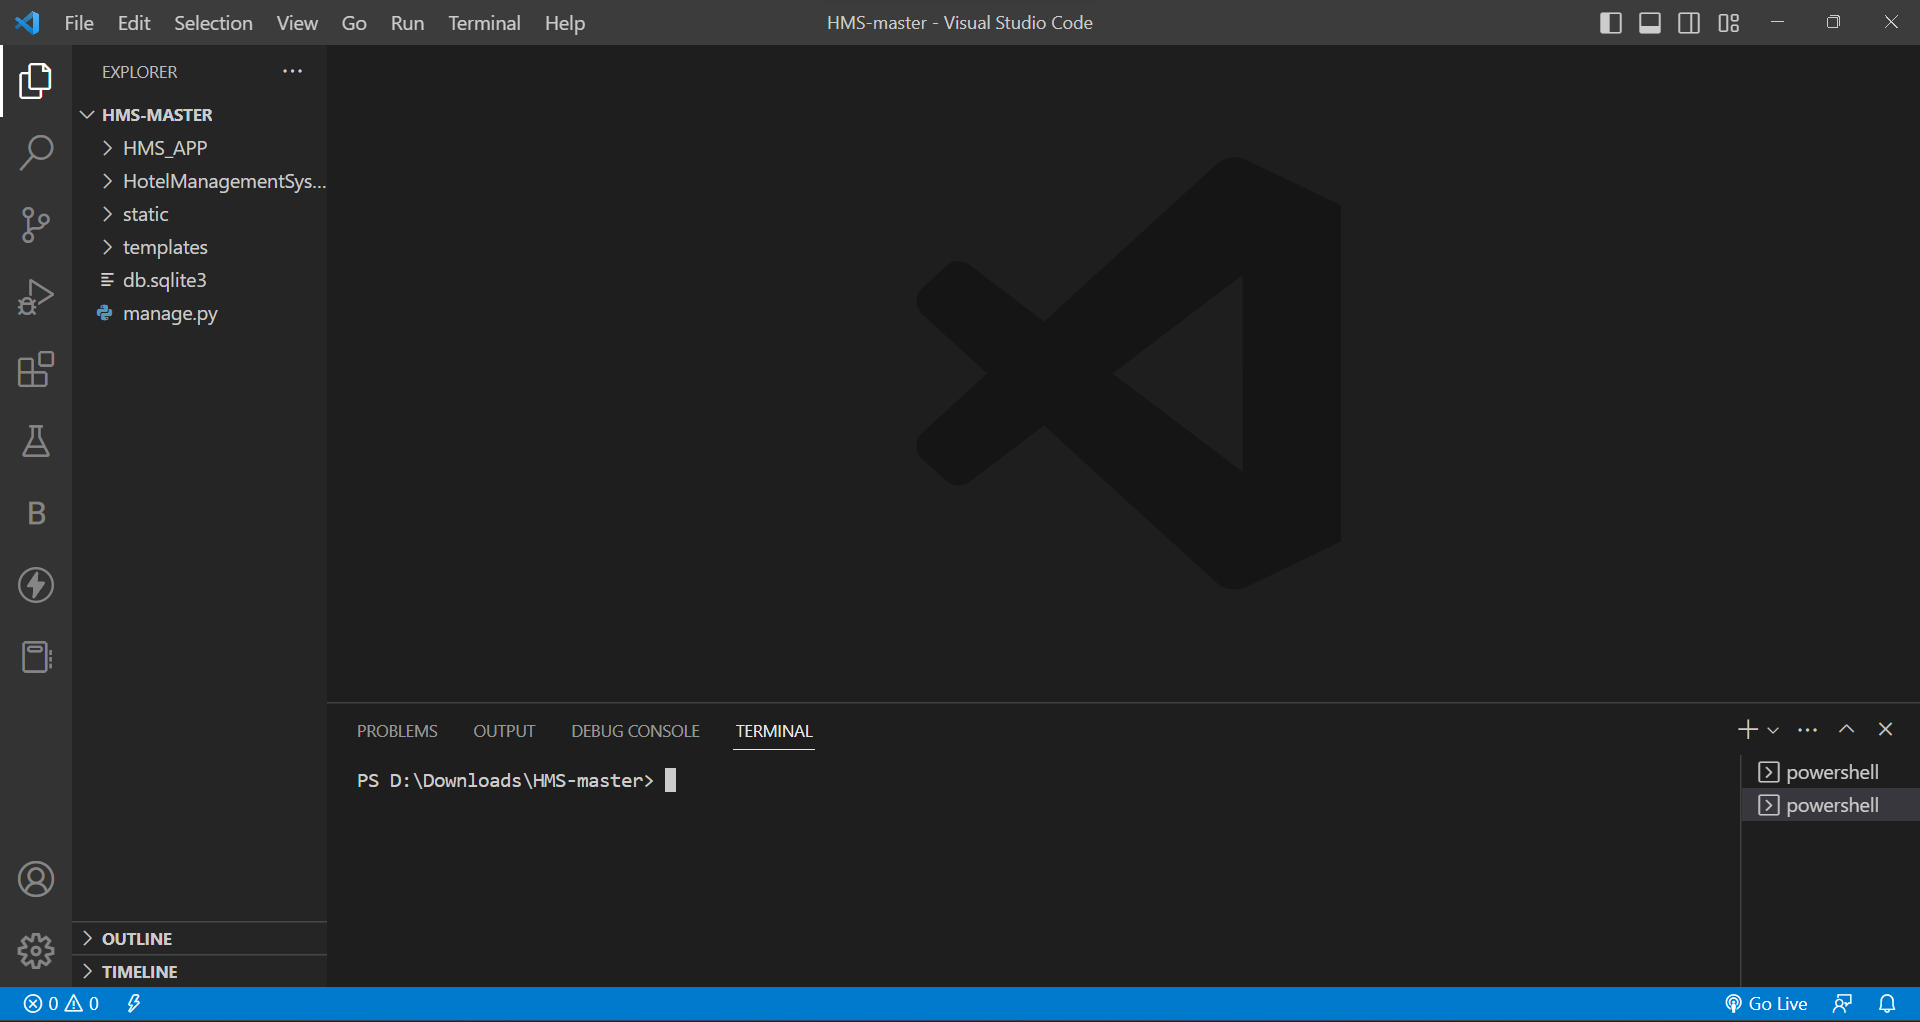 File Edit Selection View Go Run Terminal Help
HMS-master - Visual Studio Code
EXPLORER
HMS-MASTER
HMS_APP
HotelManagementSys...
static
templates
db.sqlite3
manage.py
B
PROBLEMS OUTPUT DEBUG CONSOLE TERMINAL
PS D:\Downloads\HMS-master>
powershell
powershell
OUTLINE
TIMELINE
0 0
Go Live